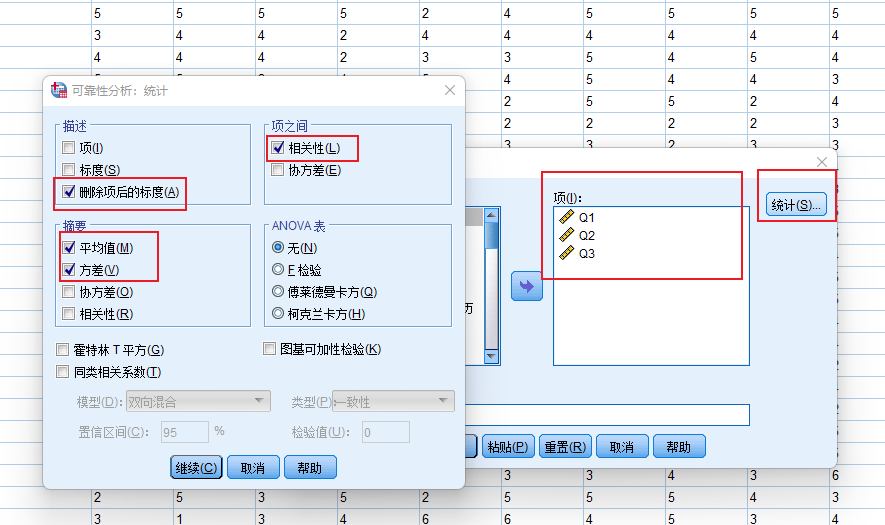 5 5 5 5 2 4 5 5 5 5
3 4 4 2 4 4 4 4 4 4
4 4 4 2 3 3 5 4 4 4
5 4 4 3
可靠性分析：统计
2 5 5 2 4
2 2 2 2 3
描述
项(I)
标度(S)
删除项后的标度(A)
项之间
相关性(L)
协方差(E)
摘要
平均值(M)
方差(V)
协方差(O)
相关性(R)
ANOVA 表
无(N)
F 检验
傅莱德曼卡方(Q)
柯克兰卡方(H)
霍特林 T 平方(G)
同类相关系数(T)
图基可加性检验(K)
模型(D): 双向混合
类型(P): 一致性
置信区间(C): 95 %
检验值(U): 0
继续(C) 取消 帮助
项(I):
Q1
Q2
Q3
统计(S)...
历
粘贴(P) 重置(R) 取消 帮助
3 3 4 3 6
2 5 3 5 2 5 5 4 3 5
3 1 3 4 6 6 4 5 3 4